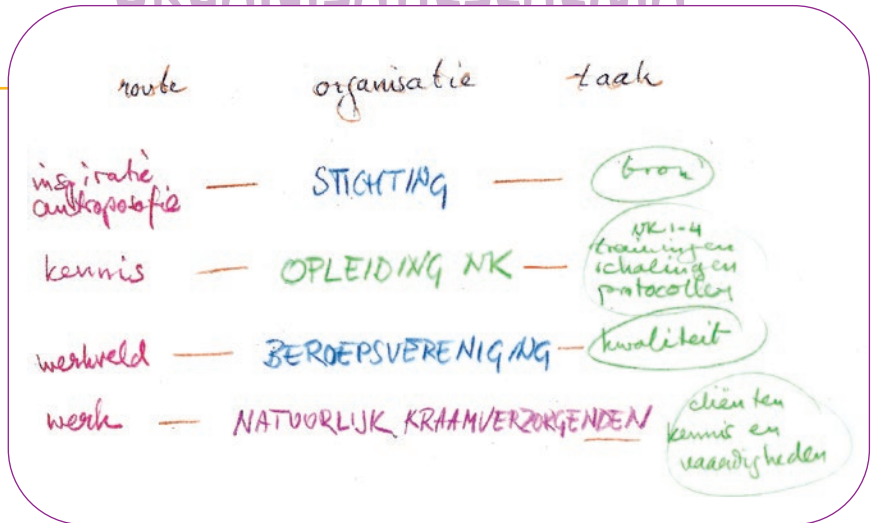 route organisatie taak
inspiratie
antroposofie — STICHTING — bron
kennis — OPLEIDING NK — NK 1-4
trainingen
scholingen
protocollen
werkveld — BEROEPSVERENIGING — kwaliteit
werk — NATUURLIJK KRAAMVERZORGENDEN
cliënten
kennis en
vaardigheden